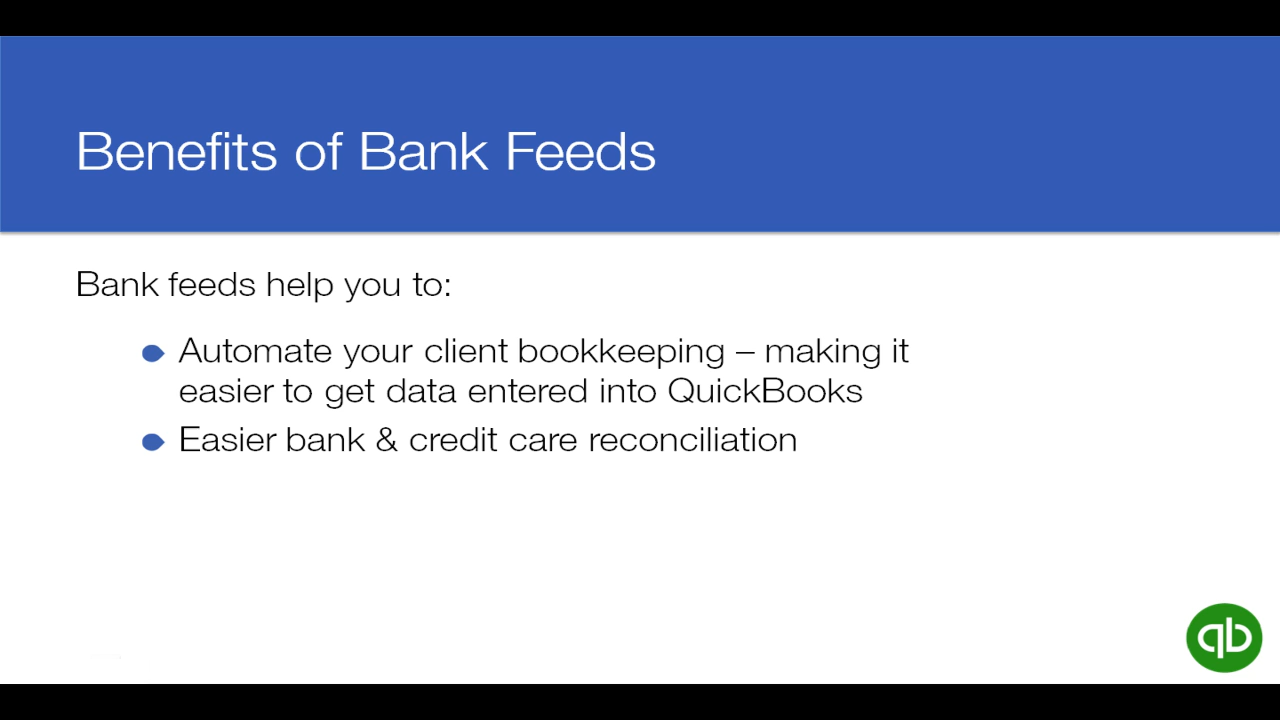 Benefits of Bank Feeds
Bank feeds help you to:
Automate your client bookkeeping – making it
easier to get data entered into QuickBooks
Easier bank & credit care reconciliation
qb